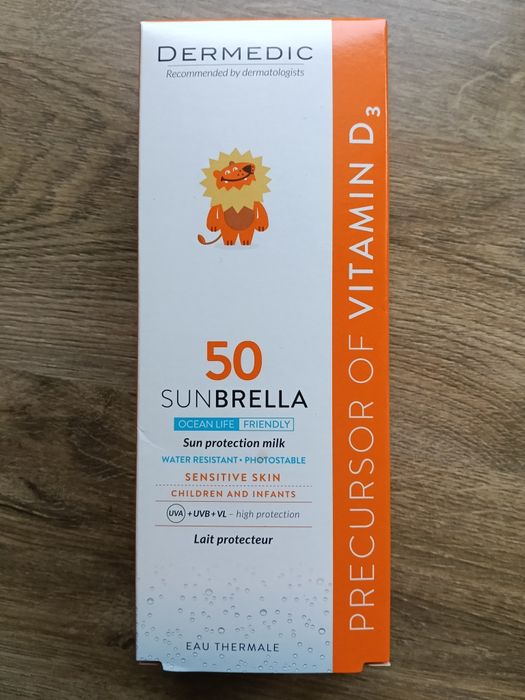 DERMEDIC
Recommended by dermatologists
50
SUNBRELLA
OCEAN LIFE FRIENDLY
Sun protection milk
WATER RESISTANT • PHOTOSTABLE
SENSITIVE SKIN
CHILDREN AND INFANTS
UVA + UVB + VL – high protection
Lait protecteur
EAU THERMALE
PRECURSOR OF VITAMIN D₃